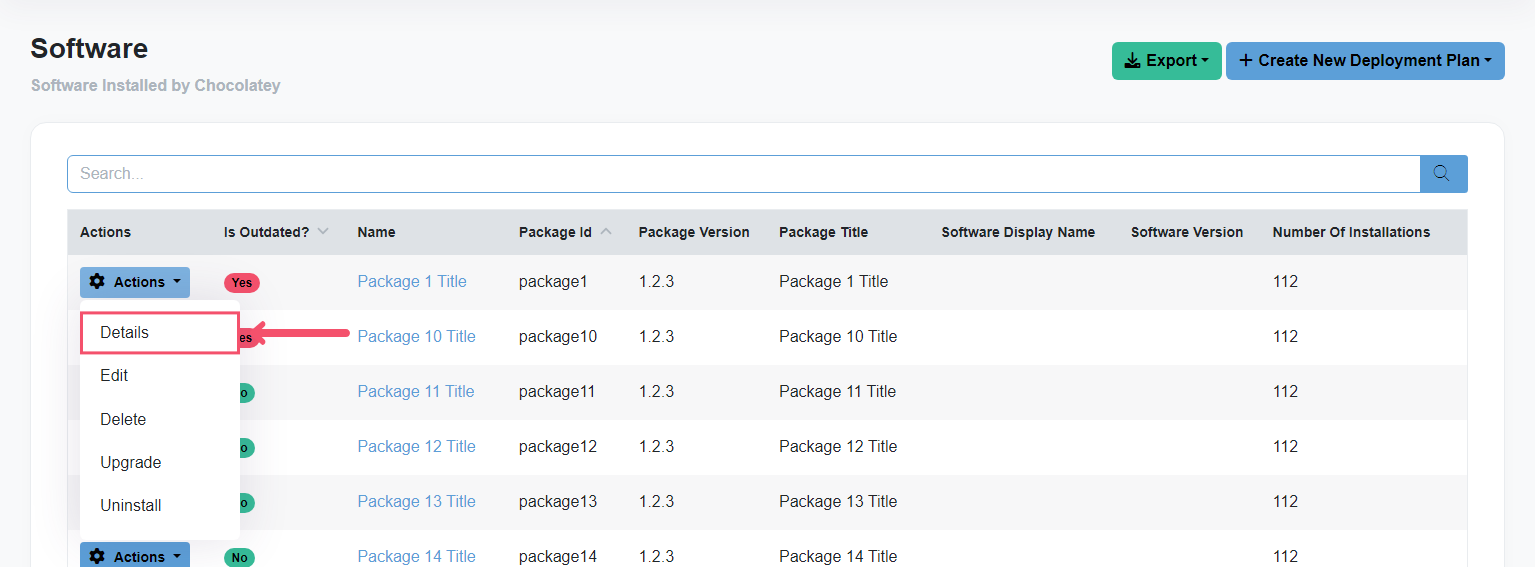 Software
Software Installed by Chocolatey
Export
Create New Deployment Plan
Search...
Actions Is Outdated? Name Package Id Package Version Package Title Software Display Name Software Version Number Of Installations
Actions Yes Package 1 Title package1 1.2.3 Package 1 Title 112
Details
es Package 10 Title package10 1.2.3 Package 10 Title 112
Edit
o Package 11 Title package11 1.2.3 Package 11 Title 112
Delete
o Package 12 Title package12 1.2.3 Package 12 Title 112
Upgrade
o Package 13 Title package13 1.2.3 Package 13 Title 112
Uninstall
Actions No Package 14 Title package14 1.2.3 Package 14 Title 112